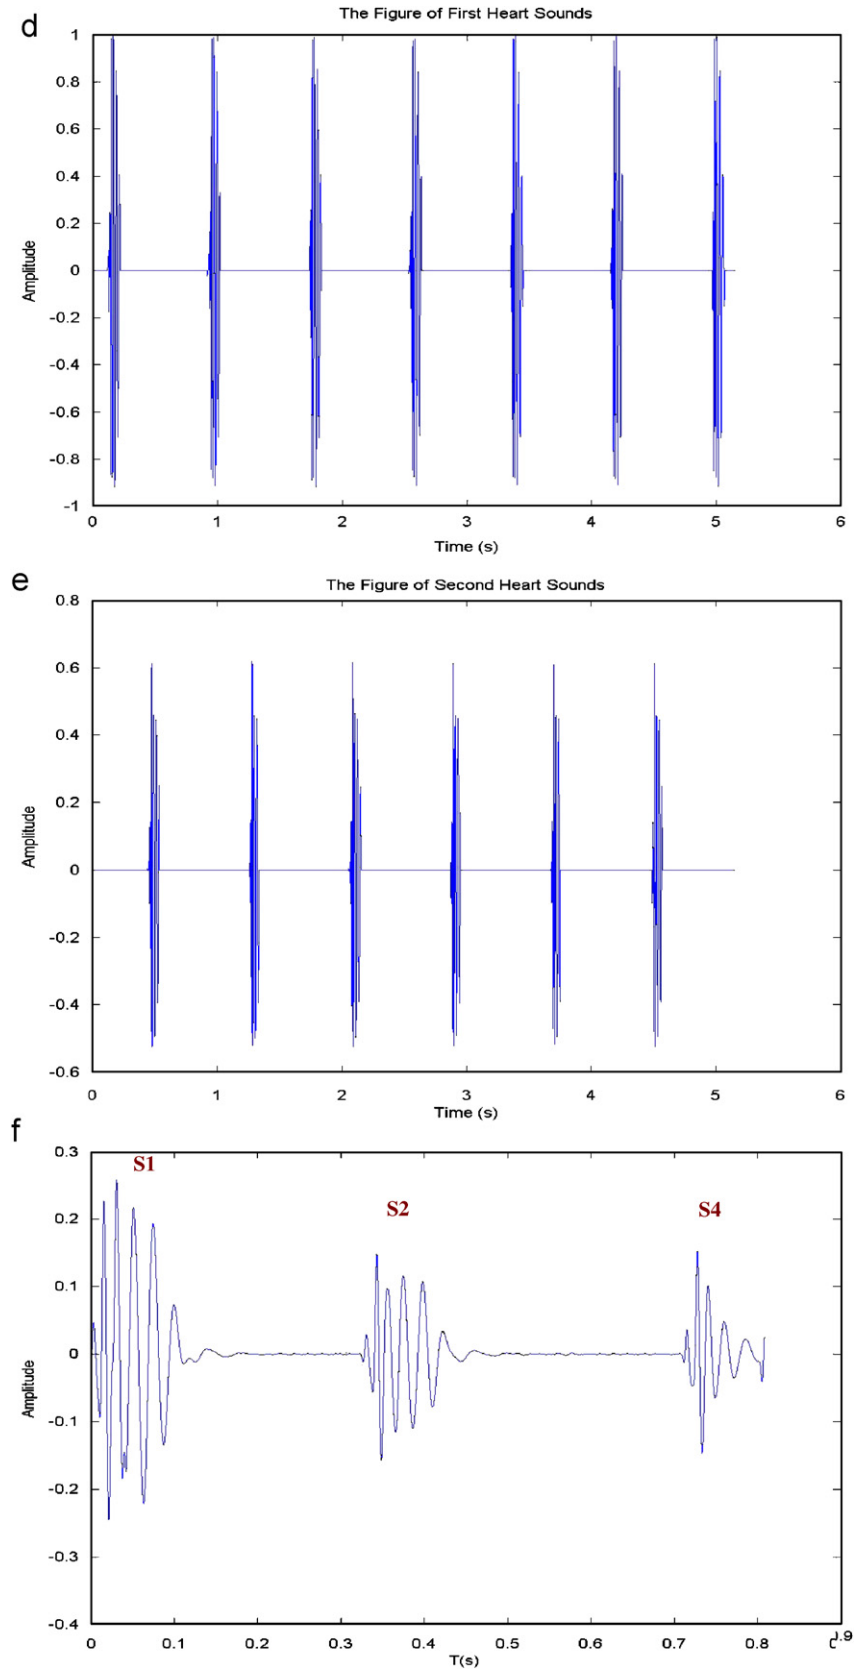 d
The Figure of First Heart Sounds
1
0.8
0.6
0.4
0.2
0
-0.2
-0.4
-0.6
-0.8
-1
Amplitude
0 1 2 3 4 5 6
Time (s)
e
The Figure of Second Heart Sounds
0.8
0.6
0.4
0.2
0
-0.2
-0.4
-0.6
Amplitude
0 1 2 3 4 5 6
Time (s)
f
S1
S2
S4
0.3
0.2
0.1
0
-0.1
-0.2
-0.3
-0.4
Amplitude
0 0.1 0.2 0.3 0.4 0.5 0.6 0.7 0.8
T(s)